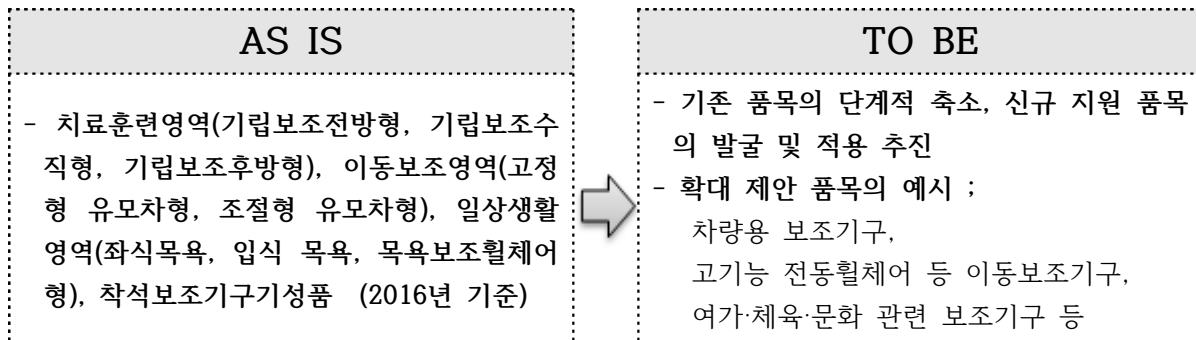 AS IS
- 치료훈련영역(기립보조전방형, 기립보조수
직형, 기립보조후방형), 이동보조영역(고정
형 유모차형, 조절형 유모차형), 일상생활
영역(좌식목욕, 입식 목욕, 목욕보조휠체어
형), 착석보조기구기성품 (2016년 기준)
TO BE
- 기존 품목의 단계적 축소, 신규 지원 품목
의 발굴 및 적용 추진
- 확대 제안 품목의 예시 ;
차량용 보조기구,
고기능 전동휠체어 등 이동보조기구,
여가·체육·문화 관련 보조기구 등